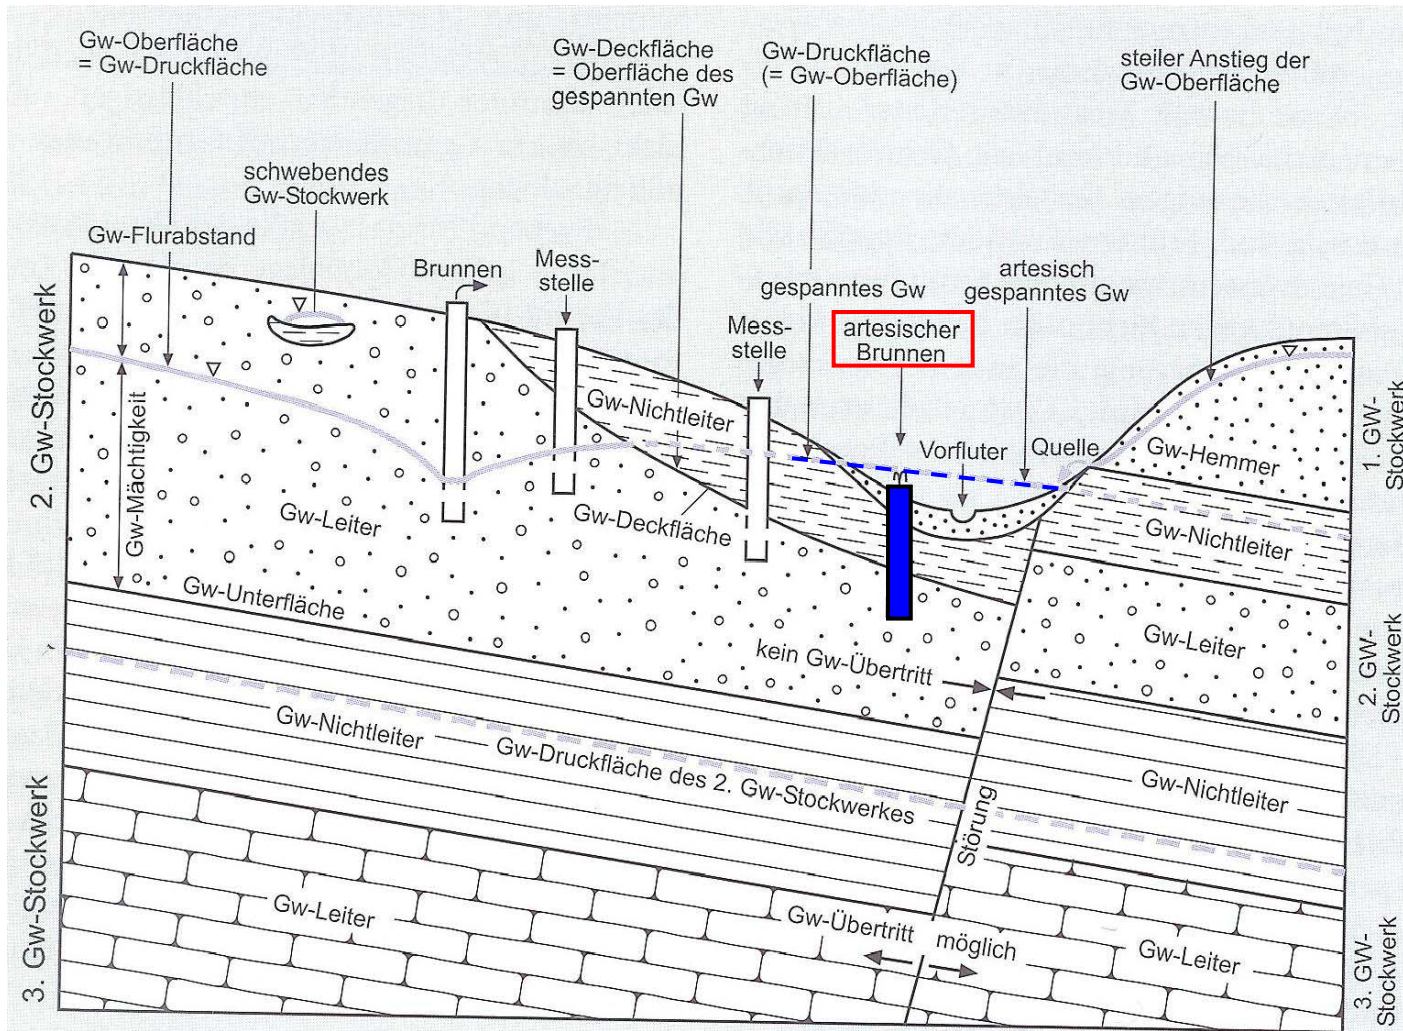 Gw-Oberfläche
= Gw-Druckfläche
Gw-Deckfläche
= Oberfläche des
gespannten Gw
Gw-Druckfläche
(= Gw-Oberfläche)
steiler Anstieg der
Gw-Oberfläche
schwebendes
Gw-Stockwerk
Gw-Flurabstand
Brunnen
Mess-
stelle
gespanntes Gw
artesisch
gespanntes Gw
Mess-
stelle
artesischer
Brunnen
2. Gw-Stockwerk
Gw-Mächtigkeit
Gw-Nichtleiter
Vorfluter
Quelle
Gw-Hemmer
1. GW-
Stockwerk
Gw-Leiter
Gw-Deckfläche
Gw-Nichtleiter
Gw-Unterfläche
kein Gw-Übertritt
Gw-Leiter
2. GW-
Stockwerk
Gw-Nichtleiter
Gw-Druckfläche des 2. Gw-Stockwerkes
Störung
Gw-Nichtleiter
3. Gw-Stockwerk
Gw-Leiter
Gw-Übertritt möglich
Gw-Leiter
3. GW-
Stockwerk